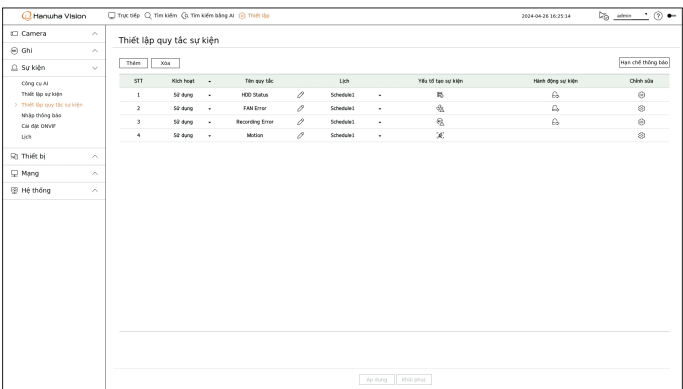 Hanwha Vision
Trực tiếp Tìm kiếm Tìm kiếm bằng AI Thiết lập 2024-04-26 16:25:14 admin
Camera
Ghi
Sự kiện
Công cụ AI
Thiết lập sự kiện
Thiết lập quy tắc sự kiện
Nhập thông báo
Cài đặt ONVIF
Lịch
Thiết bị
Mạng
Hệ thống
Thiết lập quy tắc sự kiện
Thêm Xóa Hạn chế thông báo
STT Kích hoạt Tên quy tắc Lịch Yếu tố tạo sự kiện Hành động sự kiện Chỉnh sửa
1 Sử dụng HDD Status Schedule1
2 Sử dụng FAN Error Schedule1
3 Sử dụng Recording Error Schedule1
4 Sử dụng Motion Schedule1
Áp dụng Khôi phục